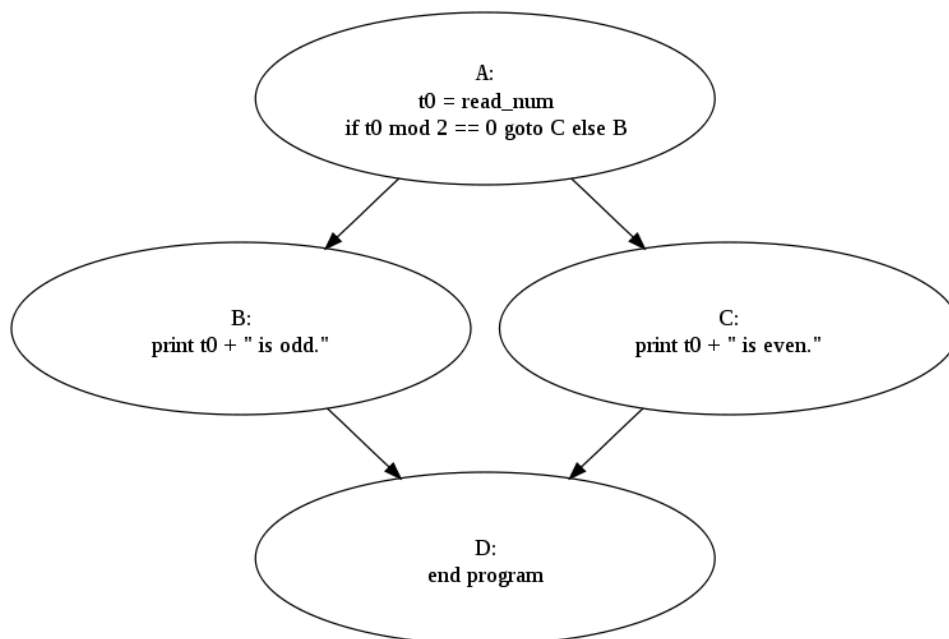 A:
t0 = read_num
if t0 mod 2 == 0 goto C else B
B:
print t0 + " is odd."
C:
print t0 + " is even."
D:
end program